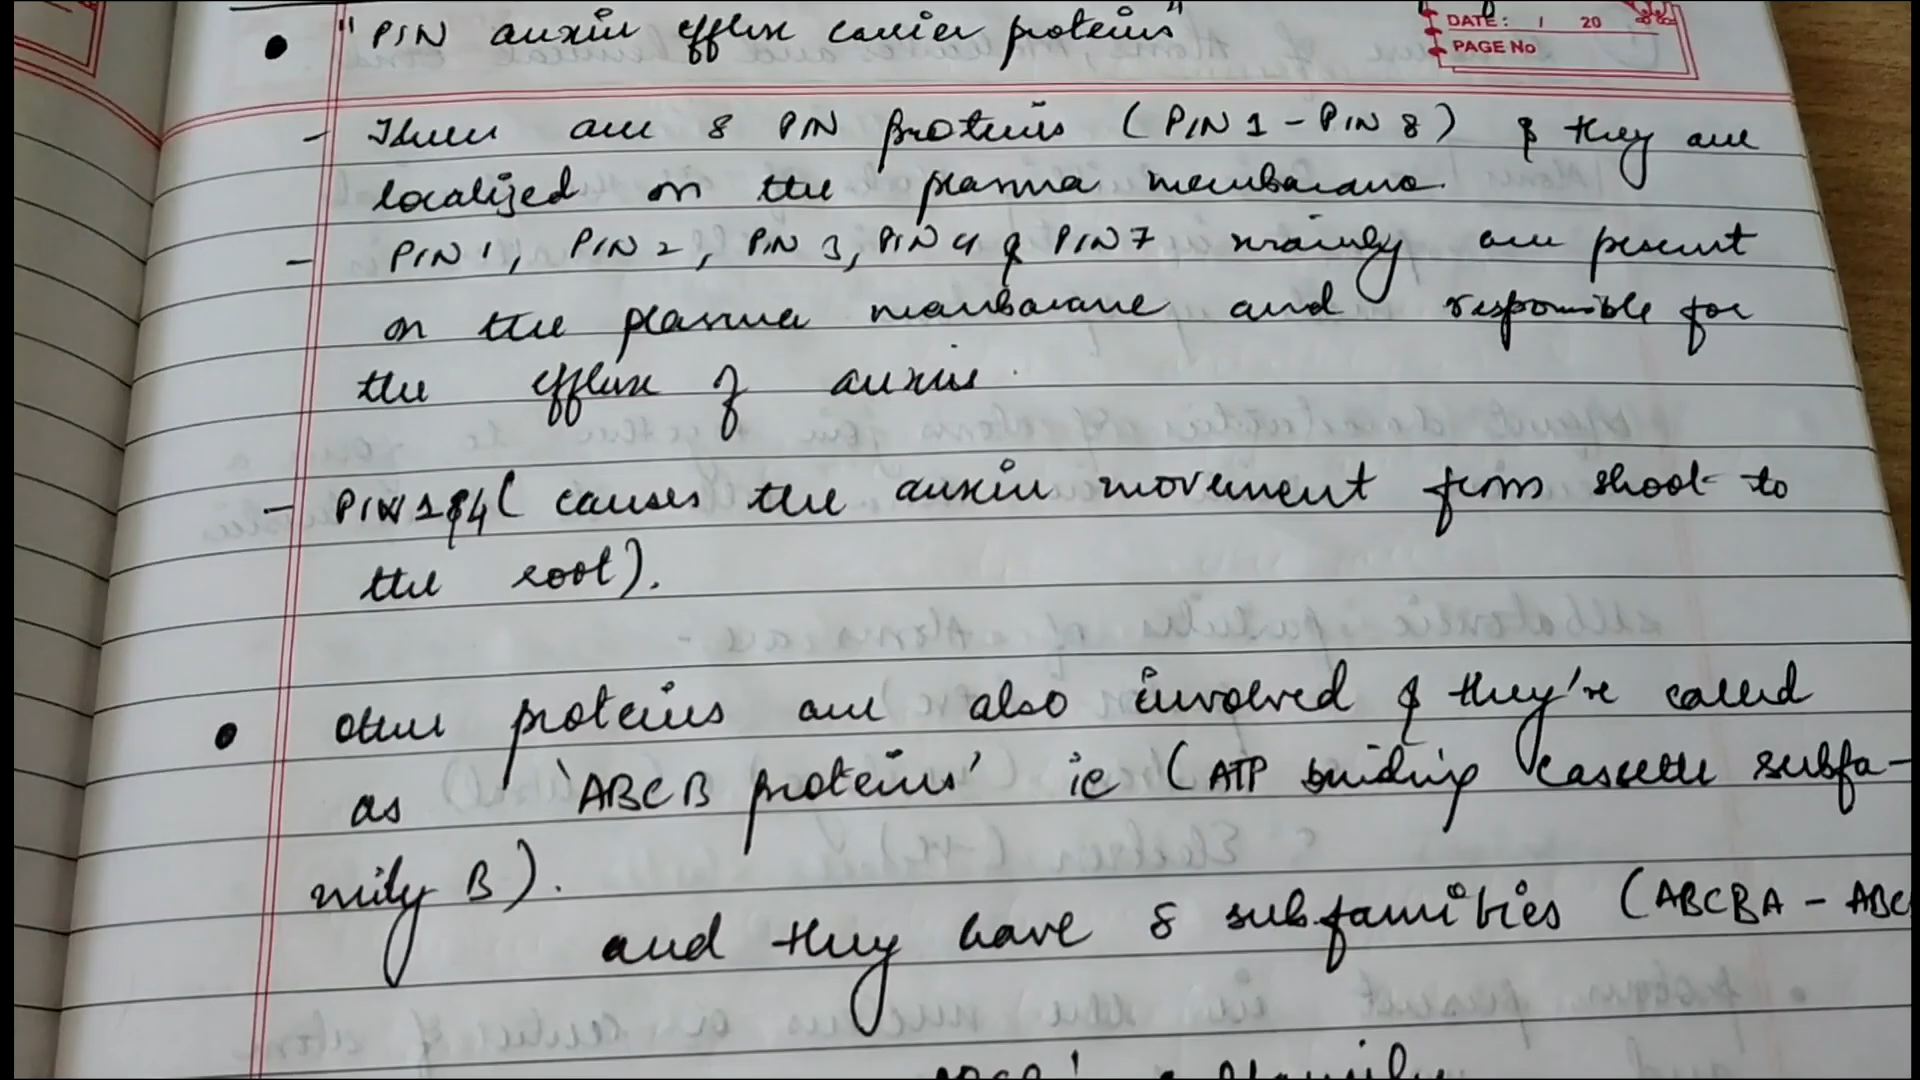 "PIN auxin efflux carrier proteins"
DATE: / 20
PAGE No
- There are 8 PIN proteins (PIN 1 - PIN 8) & they are
localized on the plasma membrane.
- PIN 1, PIN 2, PIN 3, PIN 4 & PIN 7 mainly are present
on the plasma membrane and responsible for
the efflux of auxin.
- PIN 1 & 4 ( causes the auxin movement from shoot to
the root).
• other proteins are also involved & they're called
as 'ABCB proteins' ie (ATP binding cassette subfa-
mily B).
and they have 8 subfamilies (ABCBA - ABC